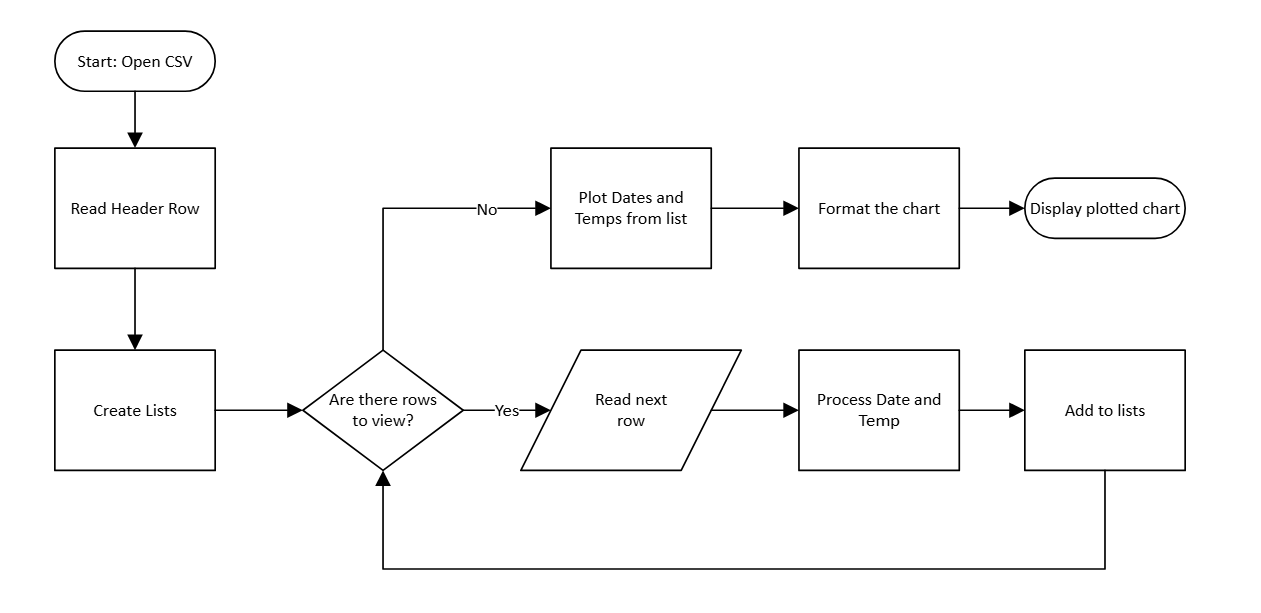 Start: Open CSV
Read Header Row
Create Lists
Are there rows
to view?
No
Plot Dates and
Temps from list
Format the chart
Display plotted chart
Yes
Read next
row
Process Date and
Temp
Add to lists